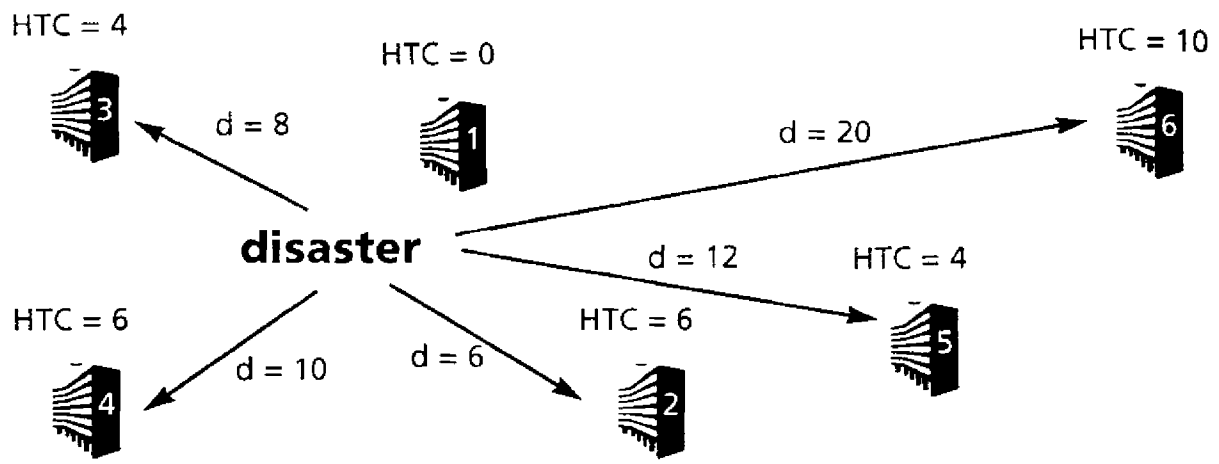 HTC = 4
HTC = 0
HTC = 10
3
d = 8
1
d = 20
6
disaster
d = 12
HTC = 4
HTC = 6
HTC = 6
5
d = 10
d = 6
4
2